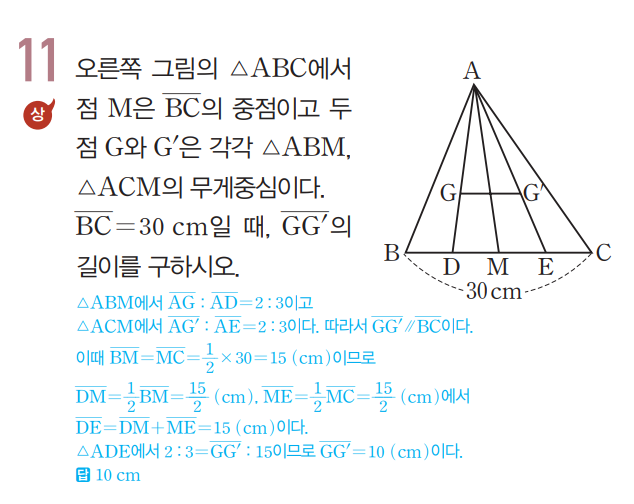 11
상
오른쪽 그림의 △ABC에서
점 M은 BC의 중점이고 두
점 G와 G′은 각각 △ABM,
△ACM의 무게중심이다.
BC=30 cm일 때, GG′의
길이를 구하시오.
A
G G′
B D M E C
30cm
△ABM에서 AG : AD=2 : 3이고
△ACM에서 AG′ : AE=2 : 3이다. 따라서 GG′∥BC이다.
이때 BM=MC=1/2×30=15 (cm)이므로
DM=1/2BM=15/2 (cm), ME=1/2MC=15/2 (cm)에서
DE=DM+ME=15 (cm)이다.
△ADE에서 2 : 3=GG′ : 15이므로 GG′=10 (cm)이다.
답 10 cm